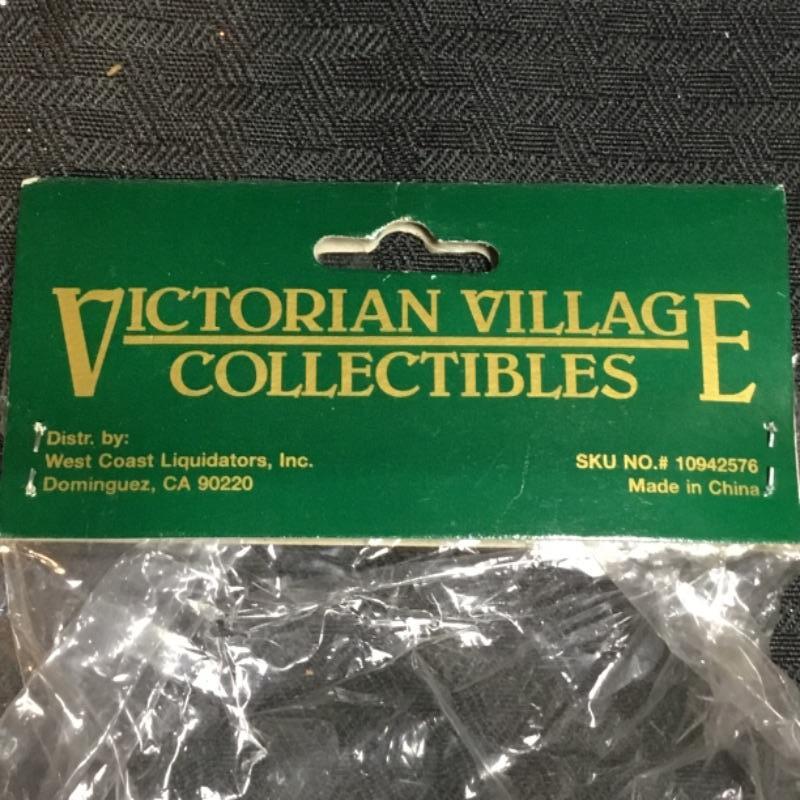 VICTORIAN VILLAGE
COLLECTIBLES
Distr. by:
West Coast Liquidators, Inc.
Dominguez, CA 90220
SKU NO.# 10942576
Made in China